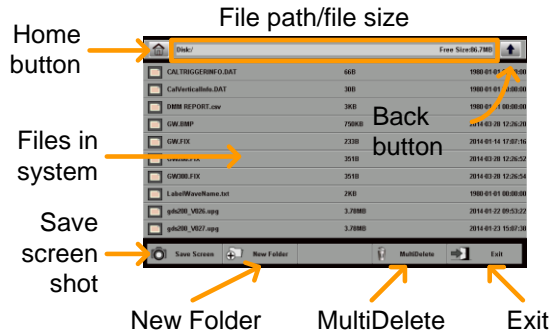 File path/file size
Home
button
Disk:/ Free Size:86.7MB
CALTRIGGERINFO.DAT 66B 1980-01-01 00:00:00
CalVerticalInfo.DAT 30B 1980-01-01 00:00:00
DMM REPORT.csv 3KB
Back
button
GW.BMP 750KB 2014-03-28 12:26:20
Files in
system
GW.FIX 233B 2014-01-14 17:07:16
351B 2014-03-28 12:26:52
GW300.FIX 351B 2014-03-28 12:26:54
LabelWaveName.txt 2KB 1980-01-01 00:00:00
gds200_V026.upg 3.78MB 2014-01-22 09:53:22
gds207_V027.upg 3.78MB 2014-01-23 15:07:38
Save
screen
shot
Save Screen New Folder MultiDelete Exit
New Folder MultiDelete Exit